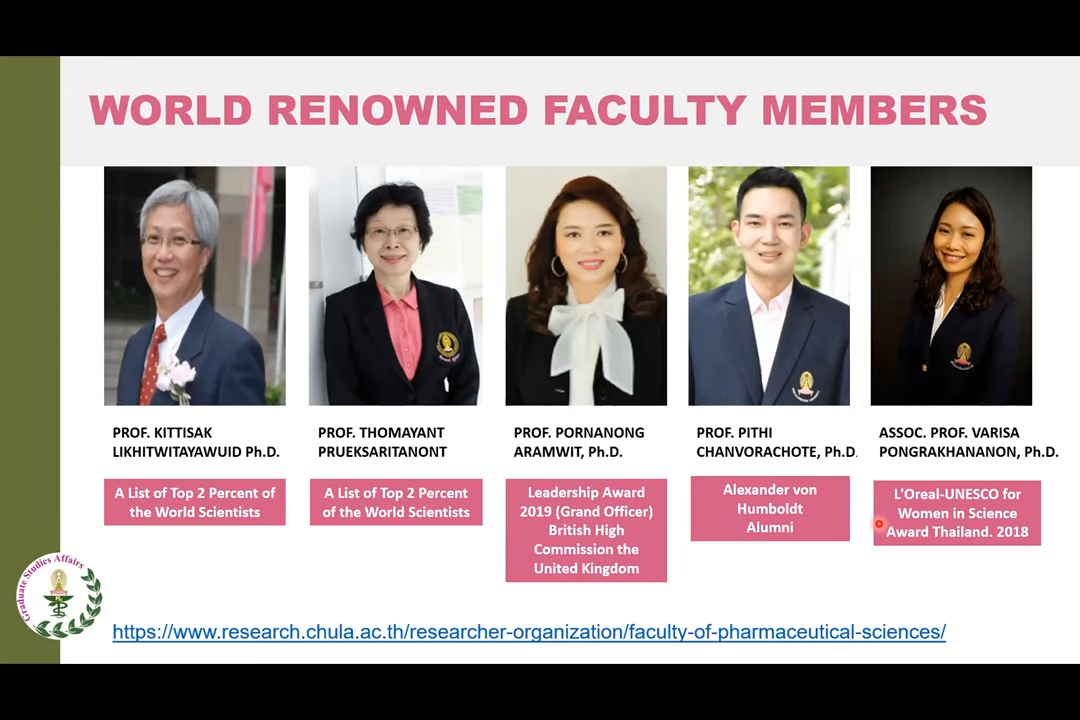 WORLD RENOWNED FACULTY MEMBERS
PROF. KITTISAK
LIKHITWITAYAWUID Ph.D.
A List of Top 2 Percent of
the World Scientists
PROF. THOMAYANT
PRUEKSARITANONT
A List of Top 2 Percent
of the World Scientists
PROF. PORNANONG
ARAMWIT, Ph.D.
Leadership Award
2019 (Grand Officer)
British High
Commission the
United Kingdom
PROF. PITHI
CHANVORACHOTE, Ph.D.
Alexander von
Humboldt
Alumni
ASSOC. PROF. VARISA
PONGRAKHANANON, Ph.D.
L'Oreal-UNESCO for
Women in Science
Award Thailand. 2018
Graduate Studies Affairs
https://www.research.chula.ac.th/researcher-organization/faculty-of-pharmaceutical-sciences/